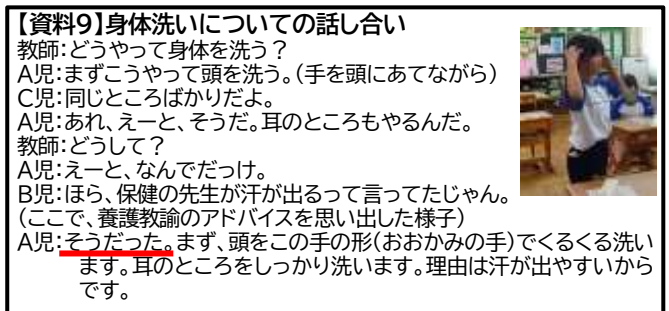 【資料9】身体洗いについての話し合い
教師：どうやって身体を洗う？
A児：まずこうやって頭を洗う。（手を頭にあてながら）
C児：同じところばかりだよ。
A児：あれ、えーと、そうだ。耳のところもやるんだ。
教師：どうして？
A児：えーと、なんでだっけ。
B児：ほら、保健の先生が汗が出るって言ってたじゃん。
（ここで、養護教諭のアドバイスを思い出した様子）
A児：そうだった。まず、頭をこの手の形（おおかみの手）でくるくる洗い
ます。耳のところをしっかり洗います。理由は汗が出やすいから
です。